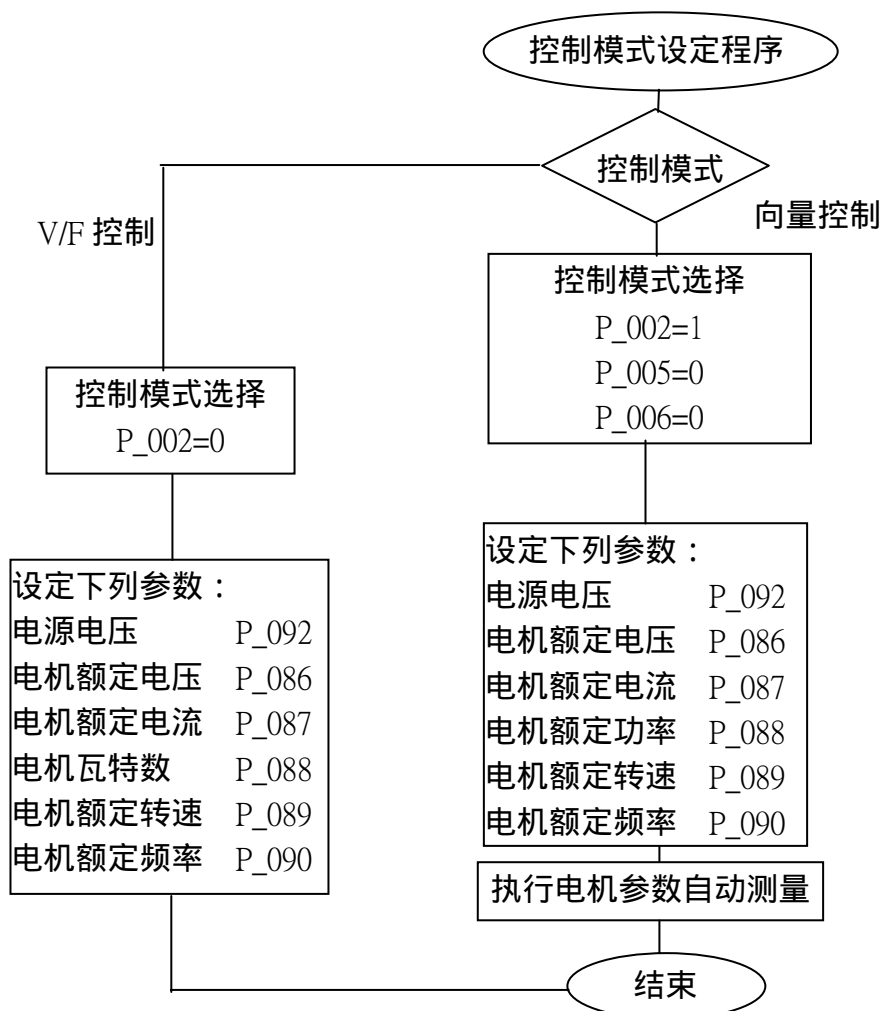 控制模式设定程序
控制模式
V/F 控制
向量控制
控制模式选择
P_002=1
P_005=0
P_006=0
控制模式选择
P_002=0
设定下列参数：
电源电压 P_092
电机额定电压 P_086
电机额定电流 P_087
电机瓦特数 P_088
电机额定转速 P_089
电机额定频率 P_090
设定下列参数：
电源电压 P_092
电机额定电压 P_086
电机额定电流 P_087
电机额定功率 P_088
电机额定转速 P_089
电机额定频率 P_090
执行电机参数自动测量
结束